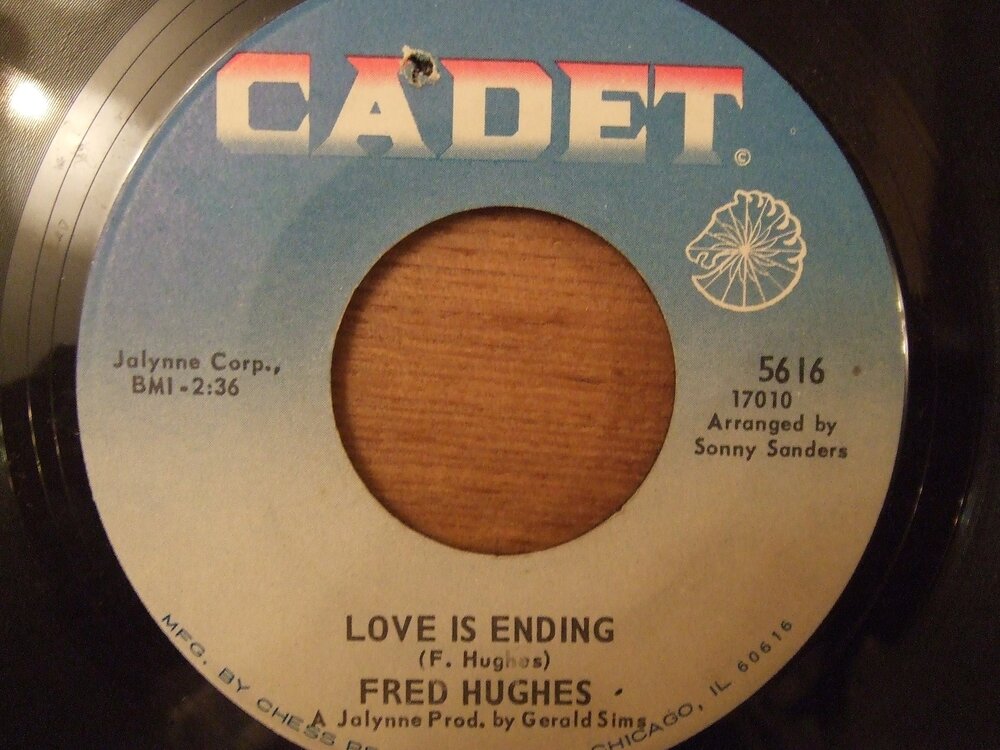 CADET
©
Jalynne Corp.,
BMI - 2:36
5616
17010
Arranged by
Sonny Sanders
LOVE IS ENDING
(F. Hughes)
FRED HUGHES
A Jalynne Prod. by Gerald Sims
MFG. BY CHESS CHICAGO, IL 60616